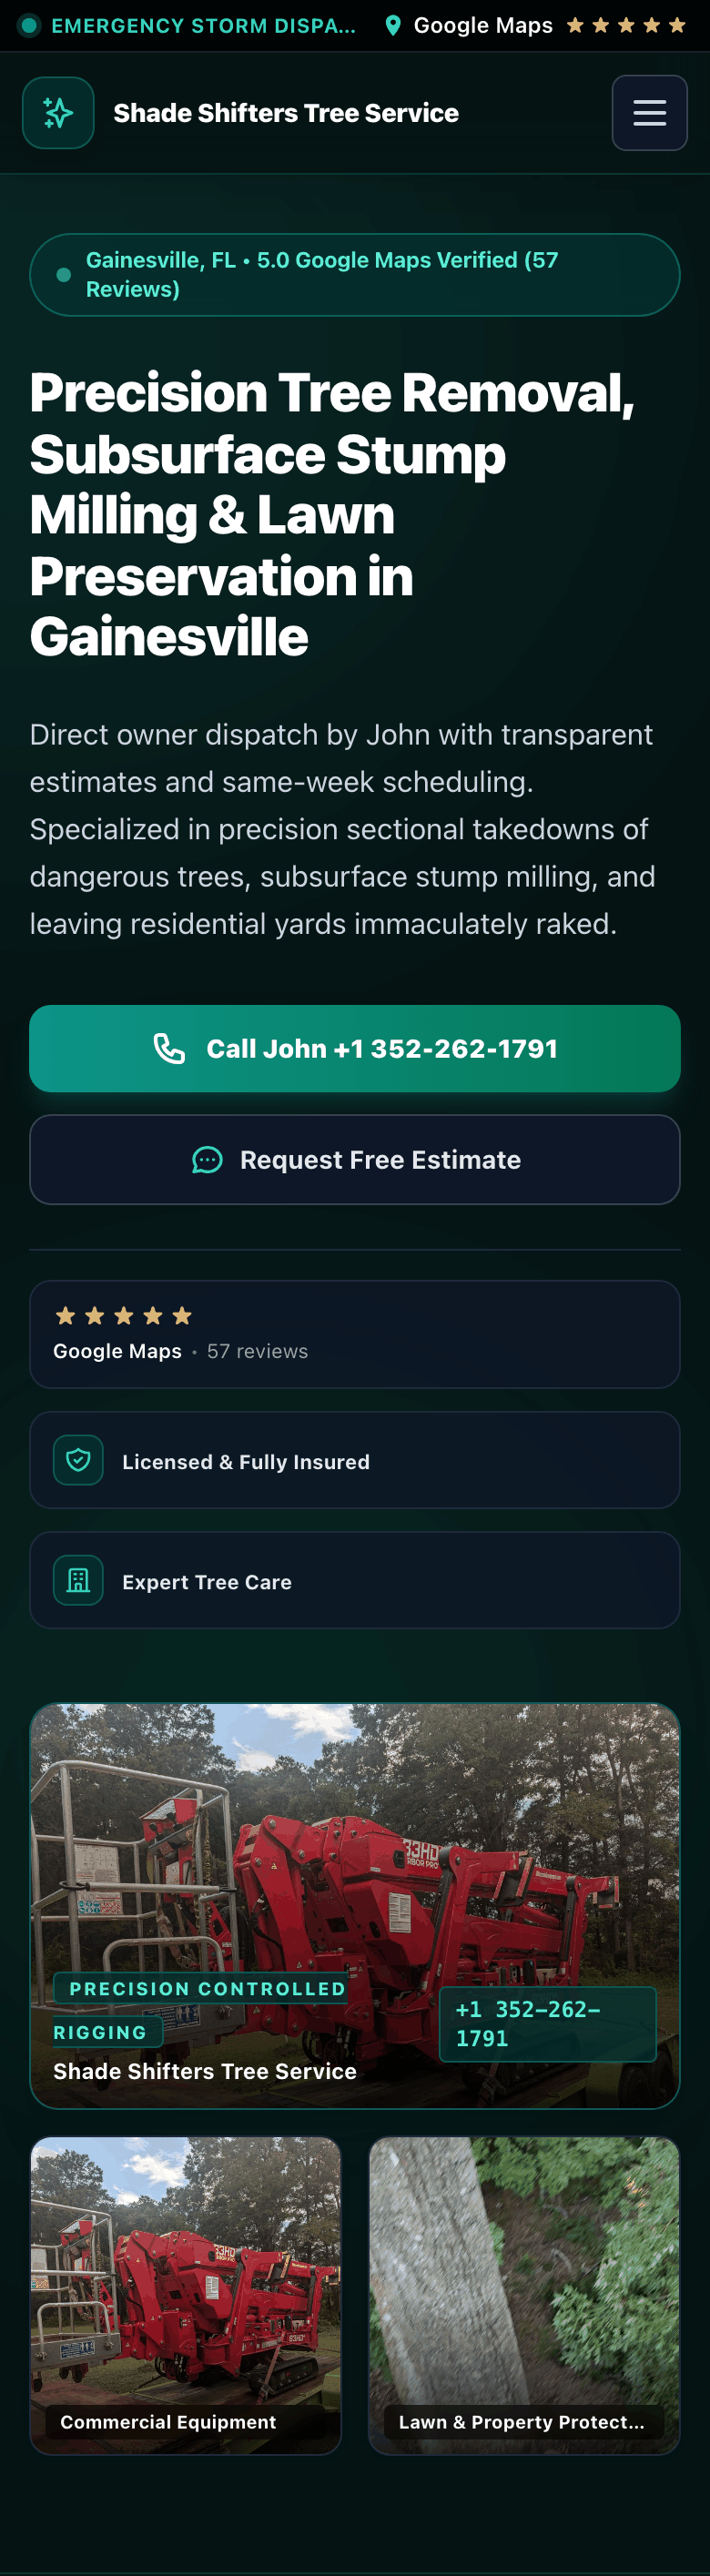 EMERGENCY STORM DISPA...
Google Maps
Shade Shifters Tree Service
Gainesville, FL • 5.0 Google Maps Verified (57
Reviews)
Precision Tree Removal,
Subsurface Stump
Milling & Lawn
Preservation in
Gainesville
Direct owner dispatch by John with transparent
estimates and same-week scheduling.
Specialized in precision sectional takedowns of
dangerous trees, subsurface stump milling, and
leaving residential yards immaculately raked.
Call John +1 352-262-1791
Request Free Estimate
Google Maps • 57 reviews
Licensed & Fully Insured
Expert Tree Care
33HD
PRECISION CONTROLLED
RIGGING
Shade Shifters Tree Service
+1 352-262-
1791
33HD
Commercial Equipment
Lawn & Property Protect...